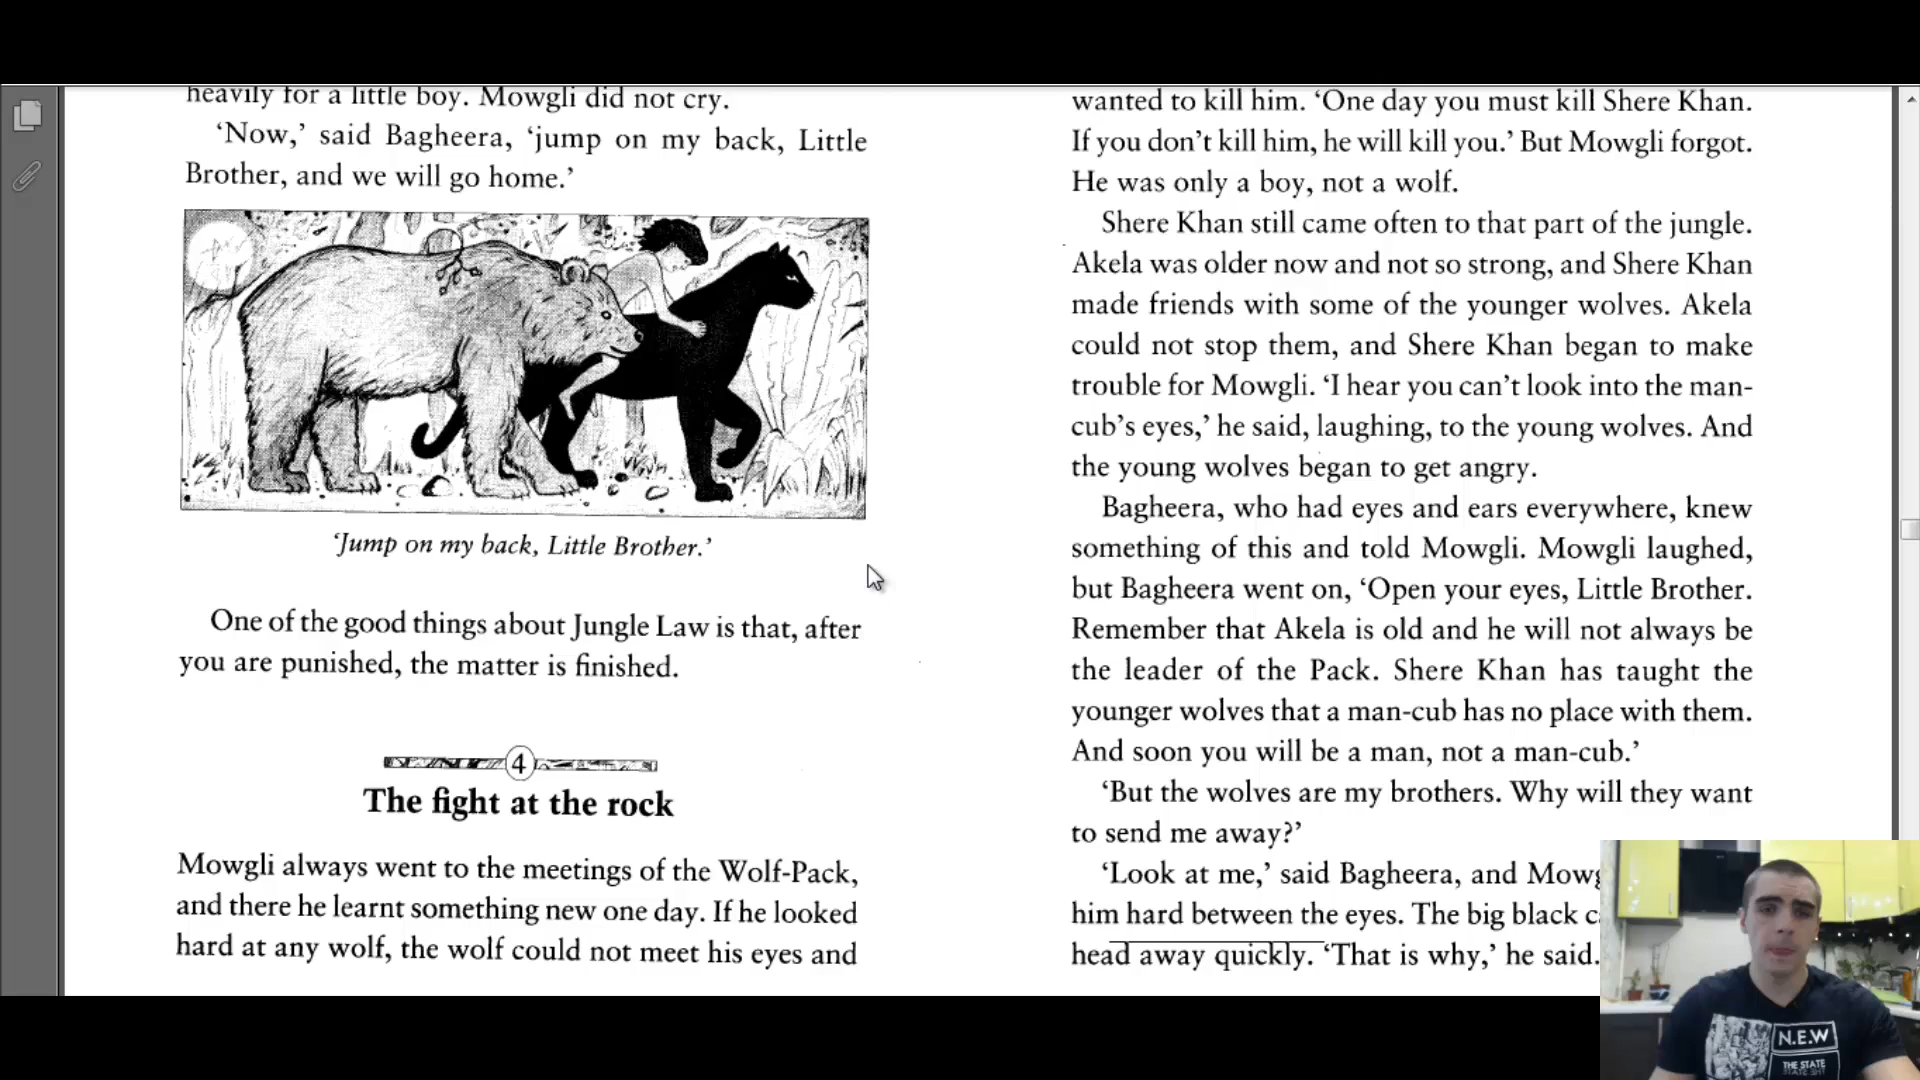 heavily for a little boy. Mowgli did not cry.
‘Now,’ said Bagheera, ‘jump on my back, Little
Brother, and we will go home.’
‘Jump on my back, Little Brother.’
One of the good things about Jungle Law is that, after
you are punished, the matter is finished.
4
The fight at the rock
Mowgli always went to the meetings of the Wolf-Pack,
and there he learnt something new one day. If he looked
hard at any wolf, the wolf could not meet his eyes and
wanted to kill him. ‘One day you must kill Shere Khan.
If you don’t kill him, he will kill you.’ But Mowgli forgot.
He was only a boy, not a wolf.
Shere Khan still came often to that part of the jungle.
Akela was older now and not so strong, and Shere Khan
made friends with some of the younger wolves. Akela
could not stop them, and Shere Khan began to make
trouble for Mowgli. ‘I hear you can’t look into the man-
cub’s eyes,’ he said, laughing, to the young wolves. And
the young wolves began to get angry.
Bagheera, who had eyes and ears everywhere, knew
something of this and told Mowgli. Mowgli laughed,
but Bagheera went on, ‘Open your eyes, Little Brother.
Remember that Akela is old and he will not always be
the leader of the Pack. Shere Khan has taught the
younger wolves that a man-cub has no place with them.
And soon you will be a man, not a man-cub.’
‘But the wolves are my brothers. Why will they want
to send me away?’
‘Look at me,’ said Bagheera, and Mowg
him hard between the eyes. The big black c
head away quickly. ‘That is why,’ he said.
N.E.W
THE STATE